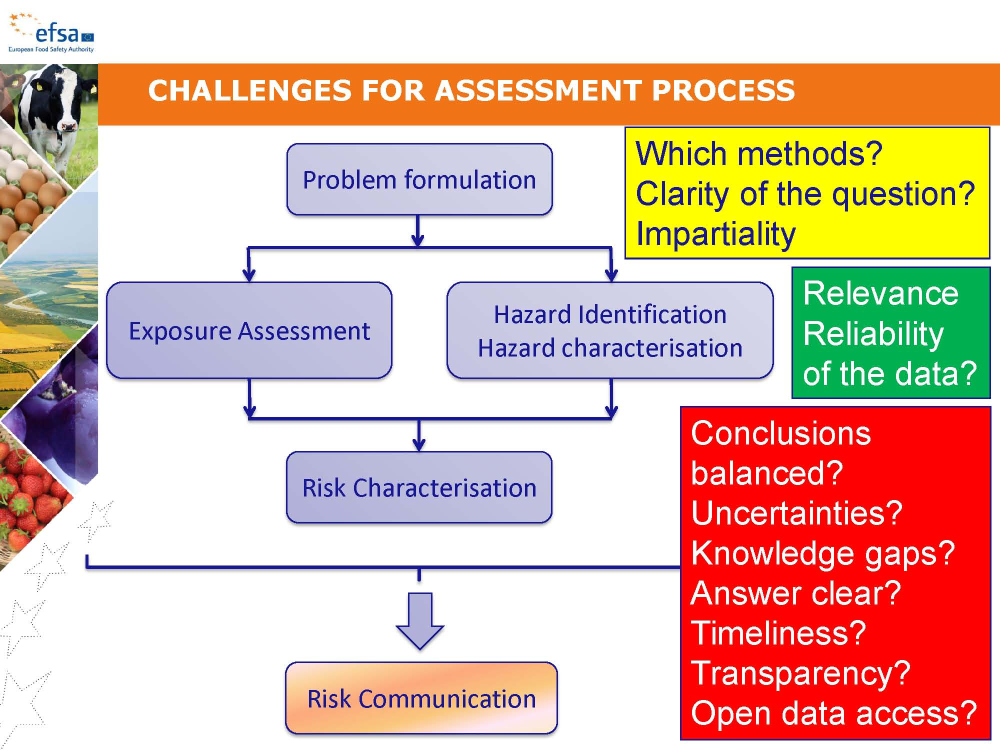 efsa
European Food Safety Authority
CHALLENGES FOR ASSESSMENT PROCESS
Problem formulation
Which methods?
Clarity of the question?
Impartiality
Exposure Assessment
Hazard Identification
Hazard characterisation
Relevance
Reliability
of the data?
Risk Characterisation
Conclusions
balanced?
Uncertainties?
Knowledge gaps?
Answer clear?
Timeliness?
Transparency?
Open data access?
Risk Communication